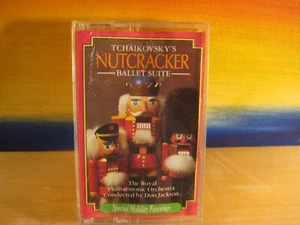 TCHAIKOVSKY'S
NUTCRACKER
BALLET SUITE
The Royal
Philharmonic Orchestra
Conducted by Don Jackson
Special Holiday Favorites